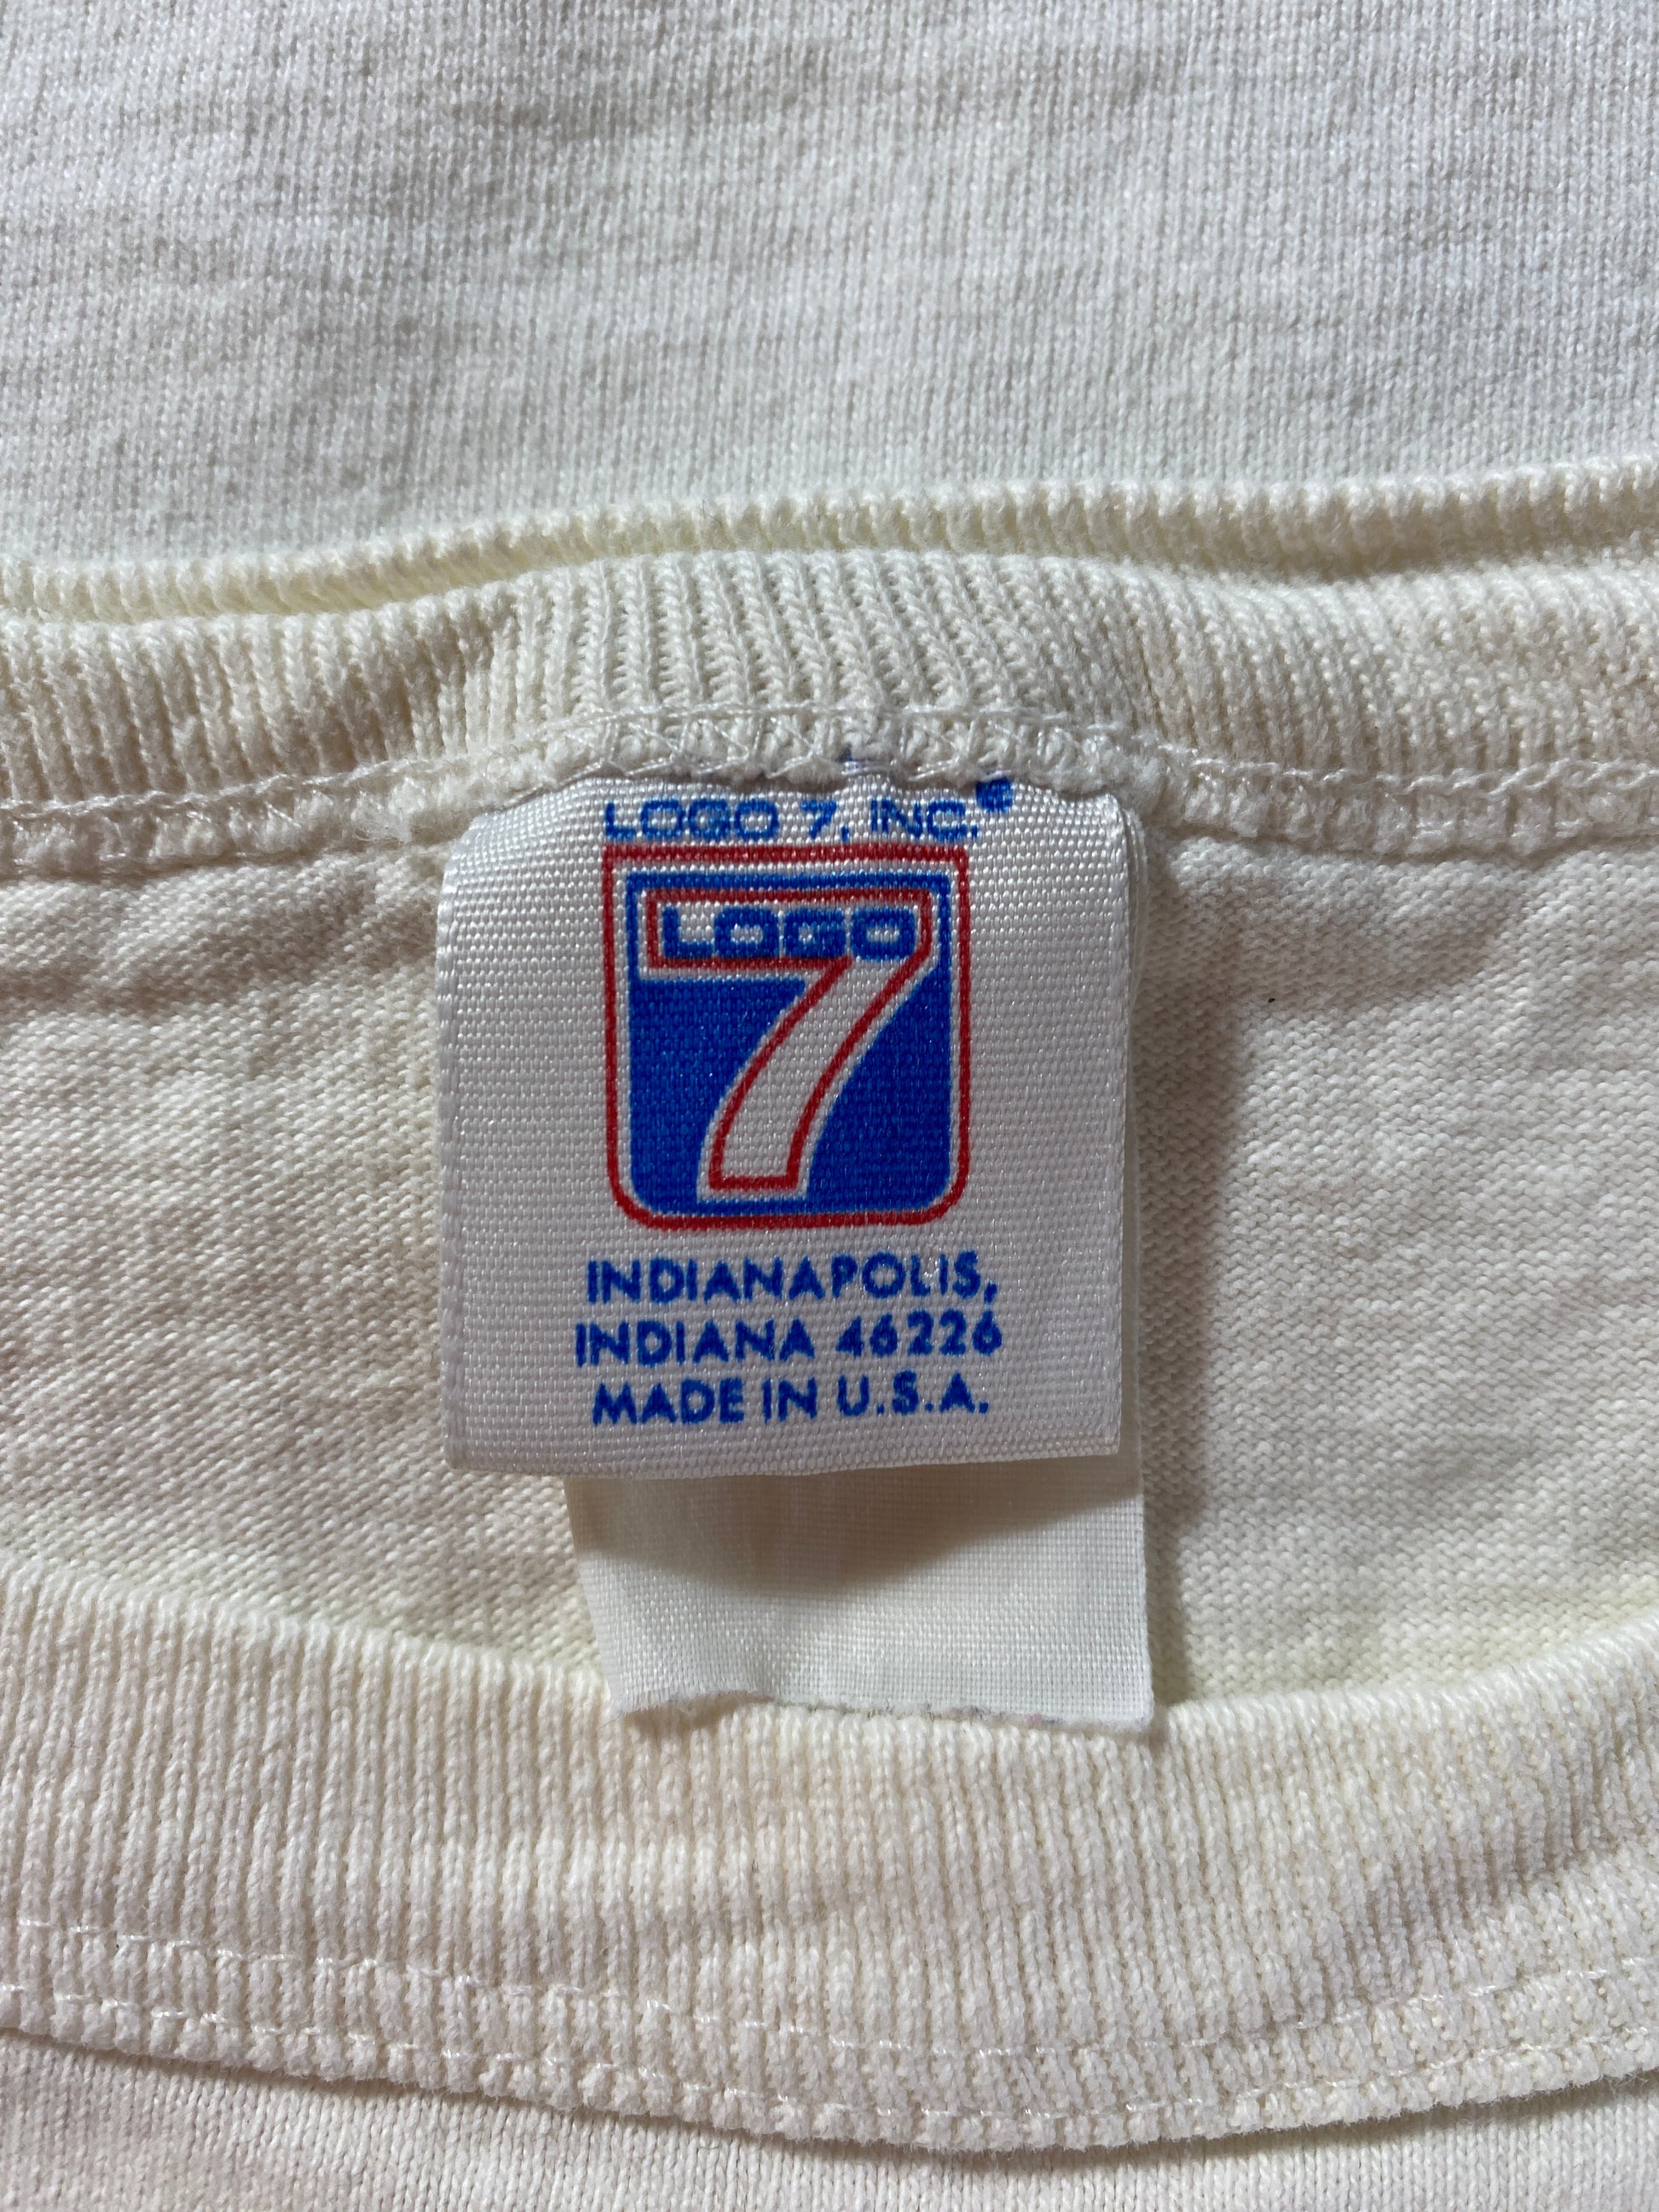 LOGO 7, INC.®
LOGO
7
INDIANAPOLIS,
INDIANA 46226
MADE IN U.S.A.